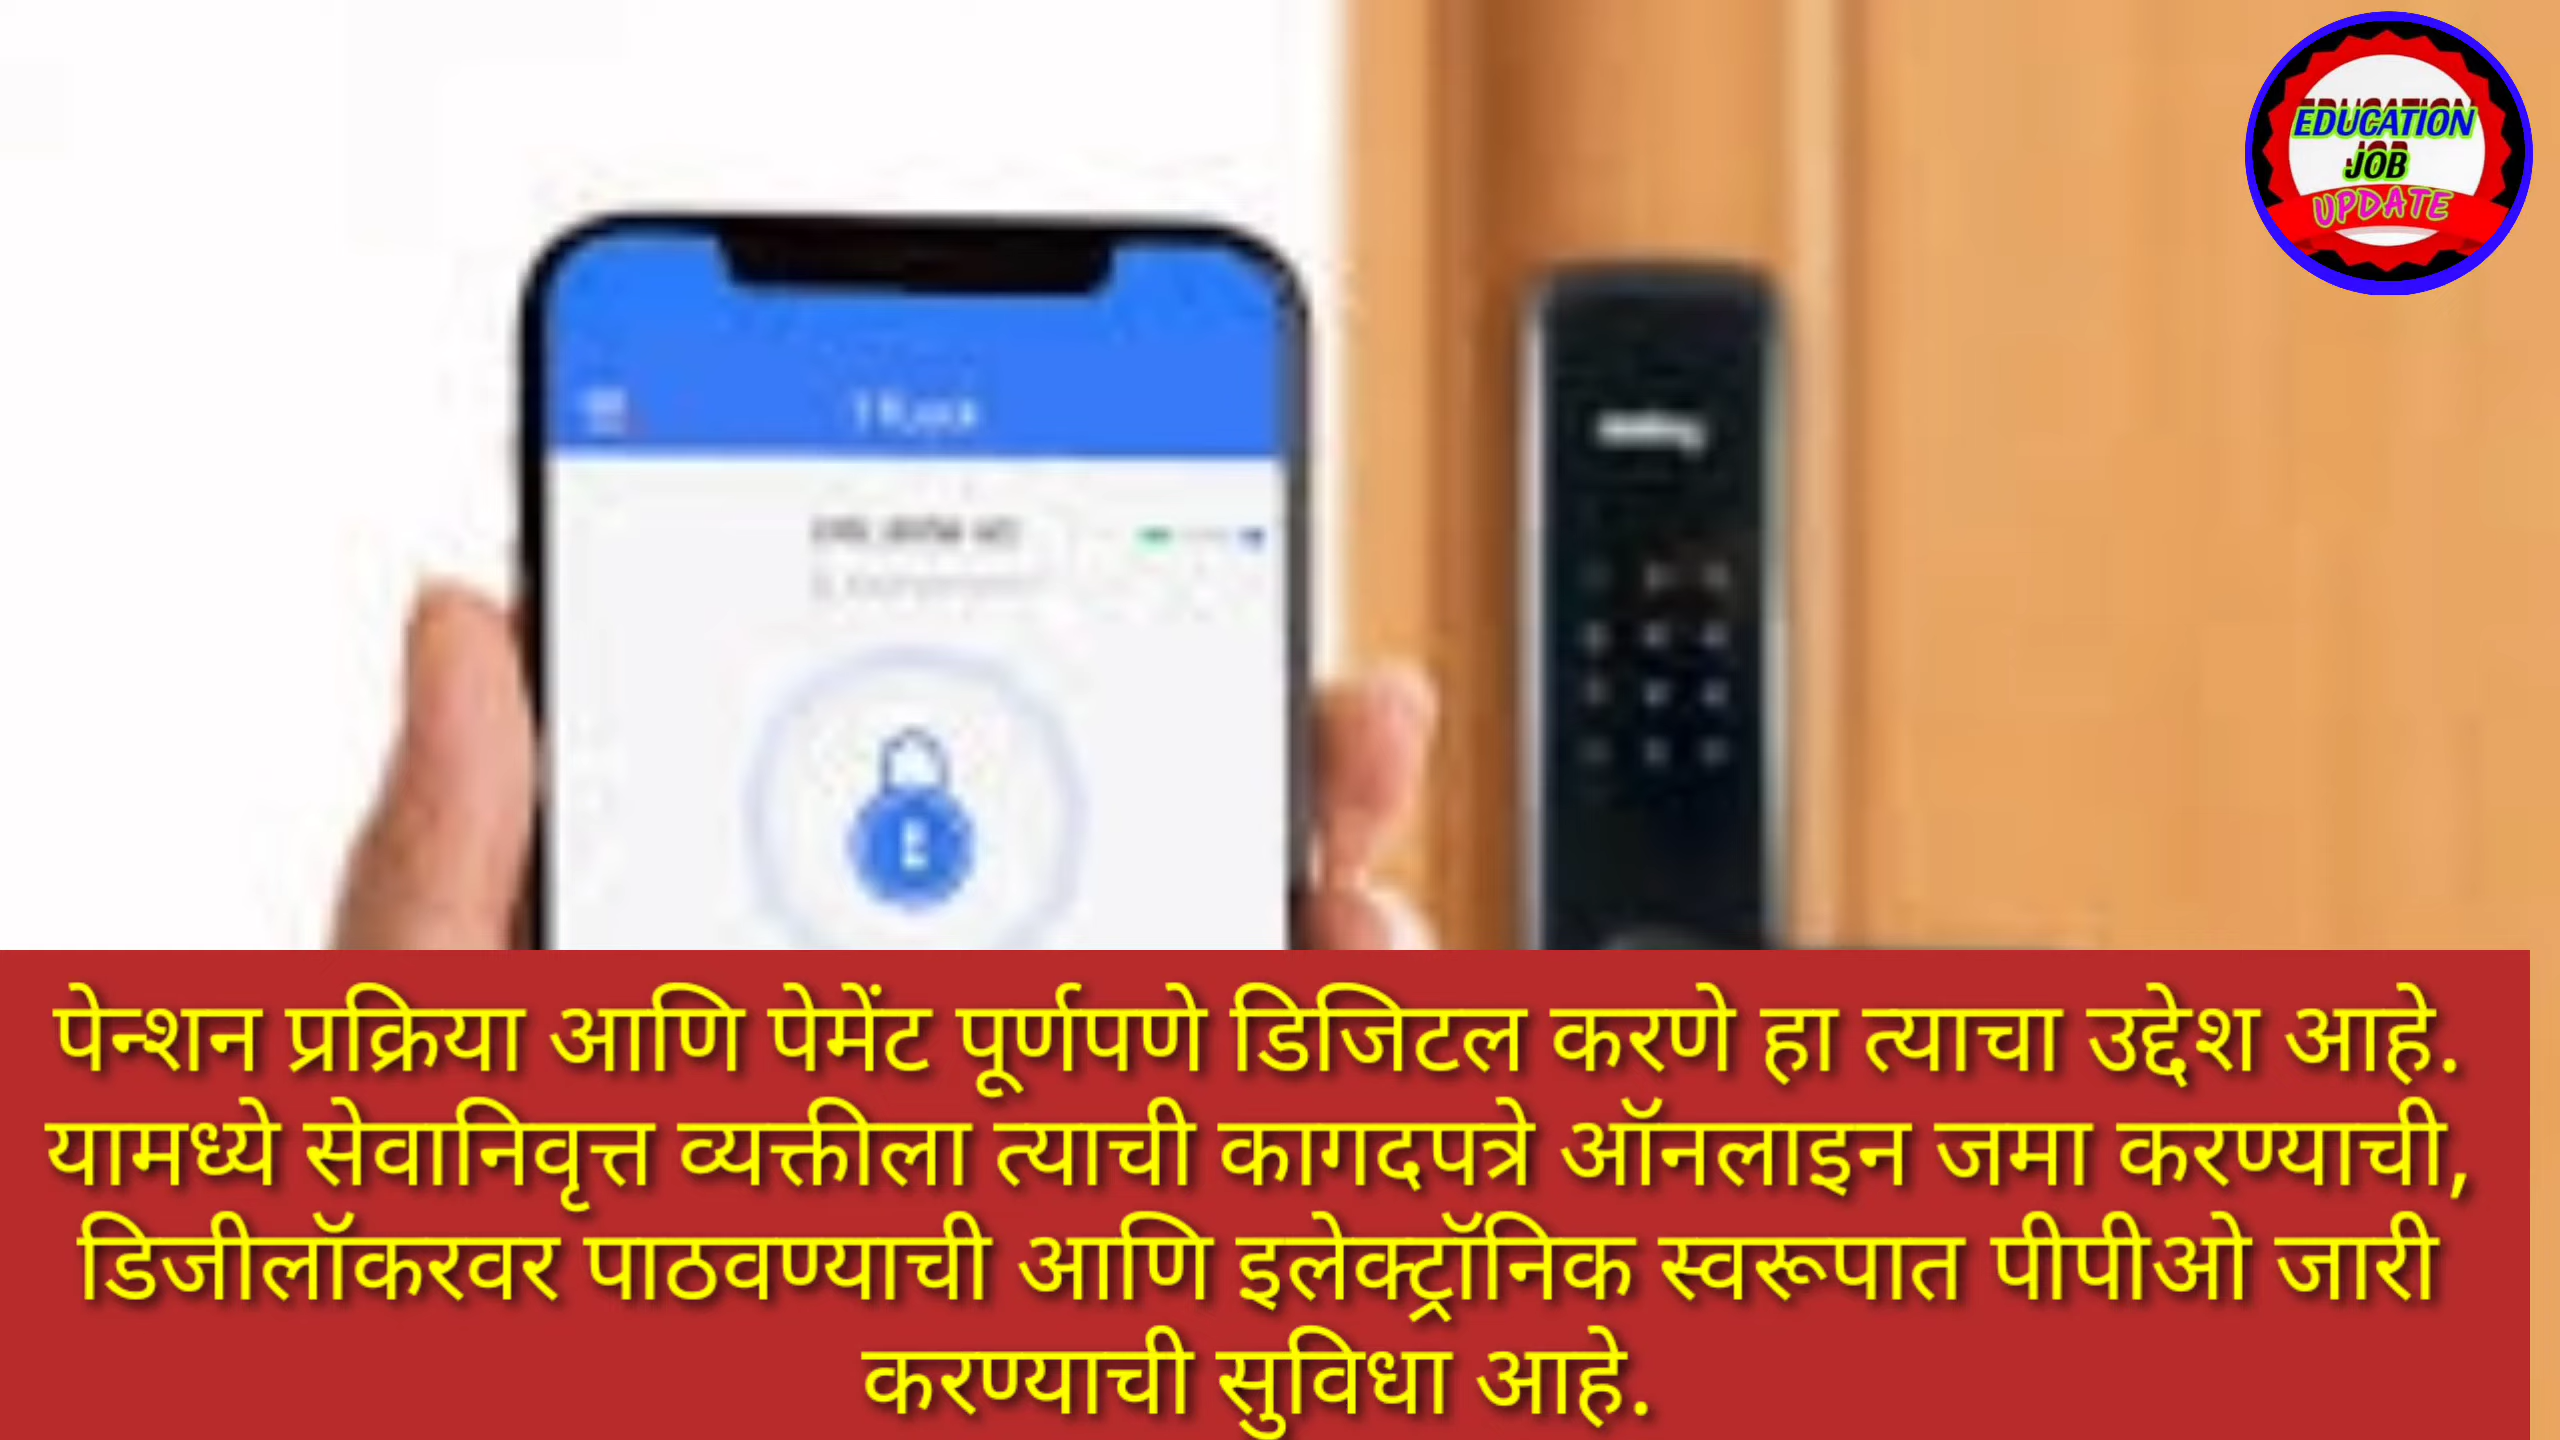 EDUCATION
JOB
UPDATE
पेन्शन प्रक्रिया आणि पेमेंट पूर्णपणे डिजिटल करणे हा त्याचा उद्देश आहे.
यामध्ये सेवानिवृत्त व्यक्तीला त्याची कागदपत्रे ऑनलाइन जमा करण्याची,
डिजीलॉकरवर पाठवण्याची आणि इलेक्ट्रॉनिक स्वरूपात पीपीओ जारी
करण्याची सुविधा आहे.